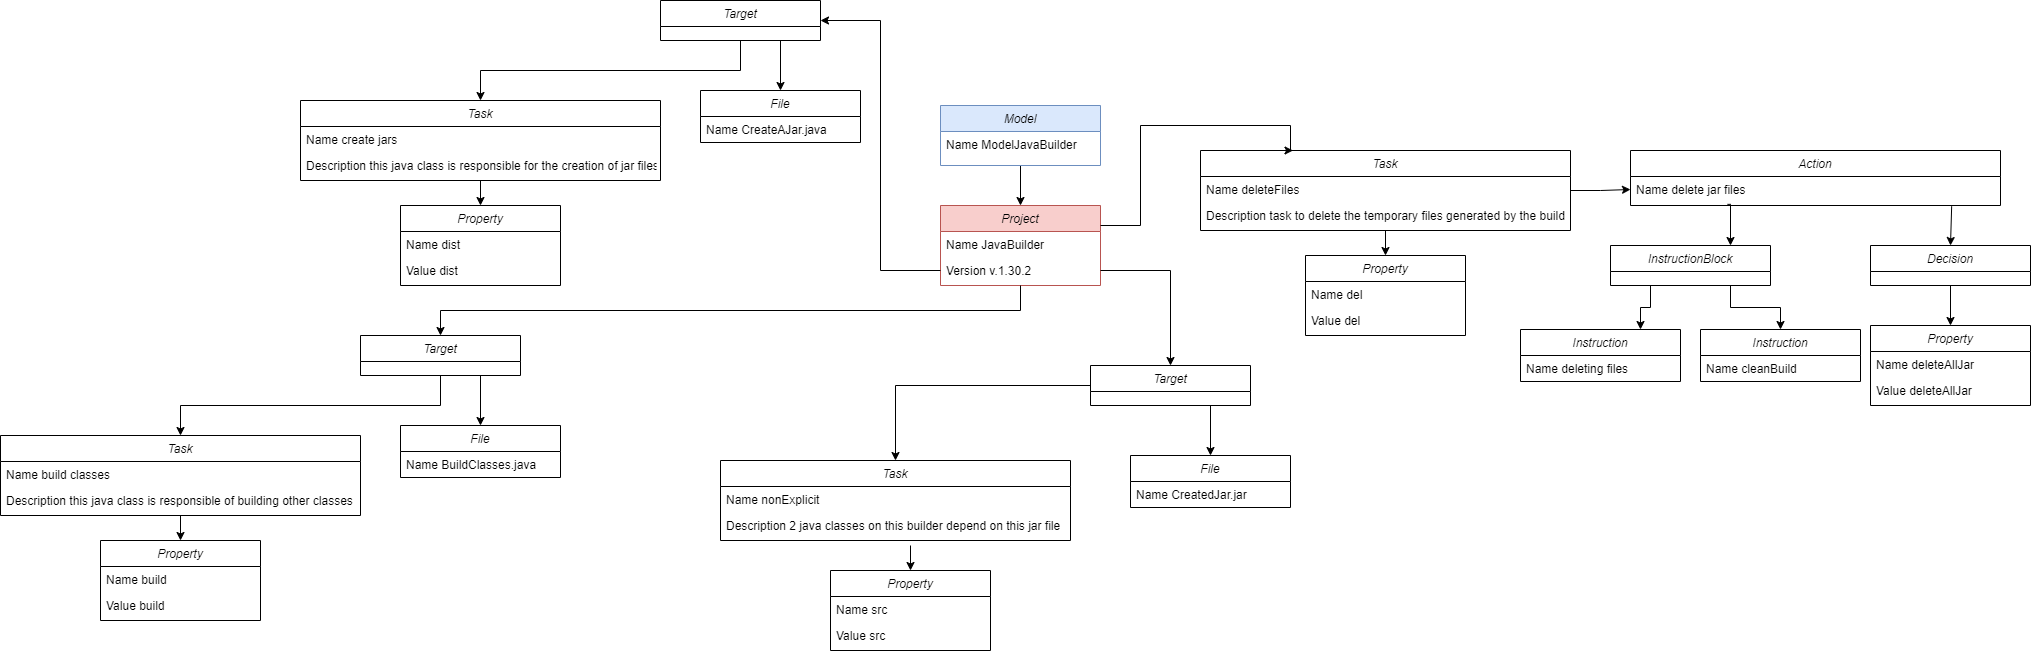 Target
File
Name CreateAJar.java
Task
Name create jars
Description this java class is responsible for the creation of jar files
Property
Name dist
Value dist
Model
Name ModelJavaBuilder
Project
Name JavaBuilder
Version v.1.30.2
Task
Name deleteFiles
Description task to delete the temporary files generated by the build
Property
Name del
Value del
Action
Name delete jar files
InstructionBlock
Decision
Instruction
Name deleting files
Instruction
Name cleanBuild
Property
Name deleteAllJar
Value deleteAllJar
Target
File
Name BuildClasses.java
Task
Name build classes
Description this java class is responsible of building other classes
Property
Name build
Value build
Target
File
Name CreatedJar.jar
Task
Name nonExplicit
Description 2 java classes on this builder depend on this jar file
Property
Name src
Value src